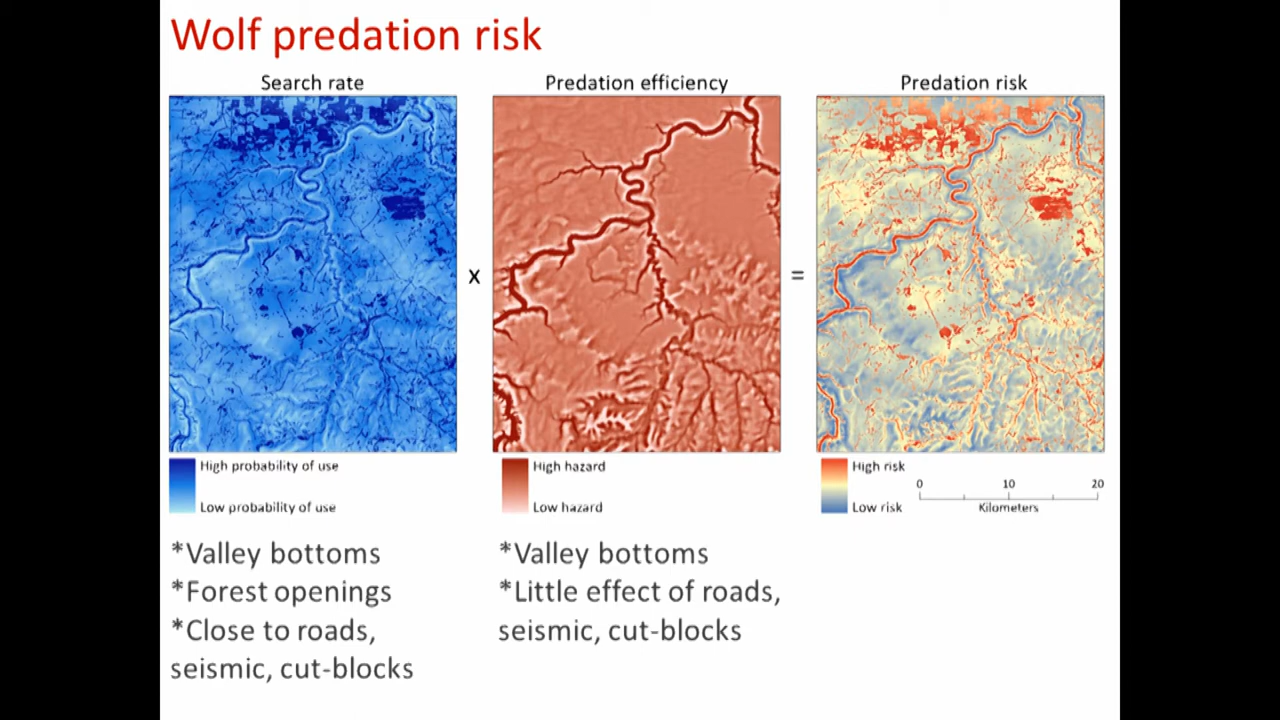 Wolf predation risk
Search rate
Predation efficiency
Predation risk
x
=
High probability of use
Low probability of use
High hazard
Low hazard
High risk
Low risk
0 10 20
Kilometers
*Valley bottoms
*Forest openings
*Close to roads,
seismic, cut-blocks
*Valley bottoms
*Little effect of roads,
seismic, cut-blocks